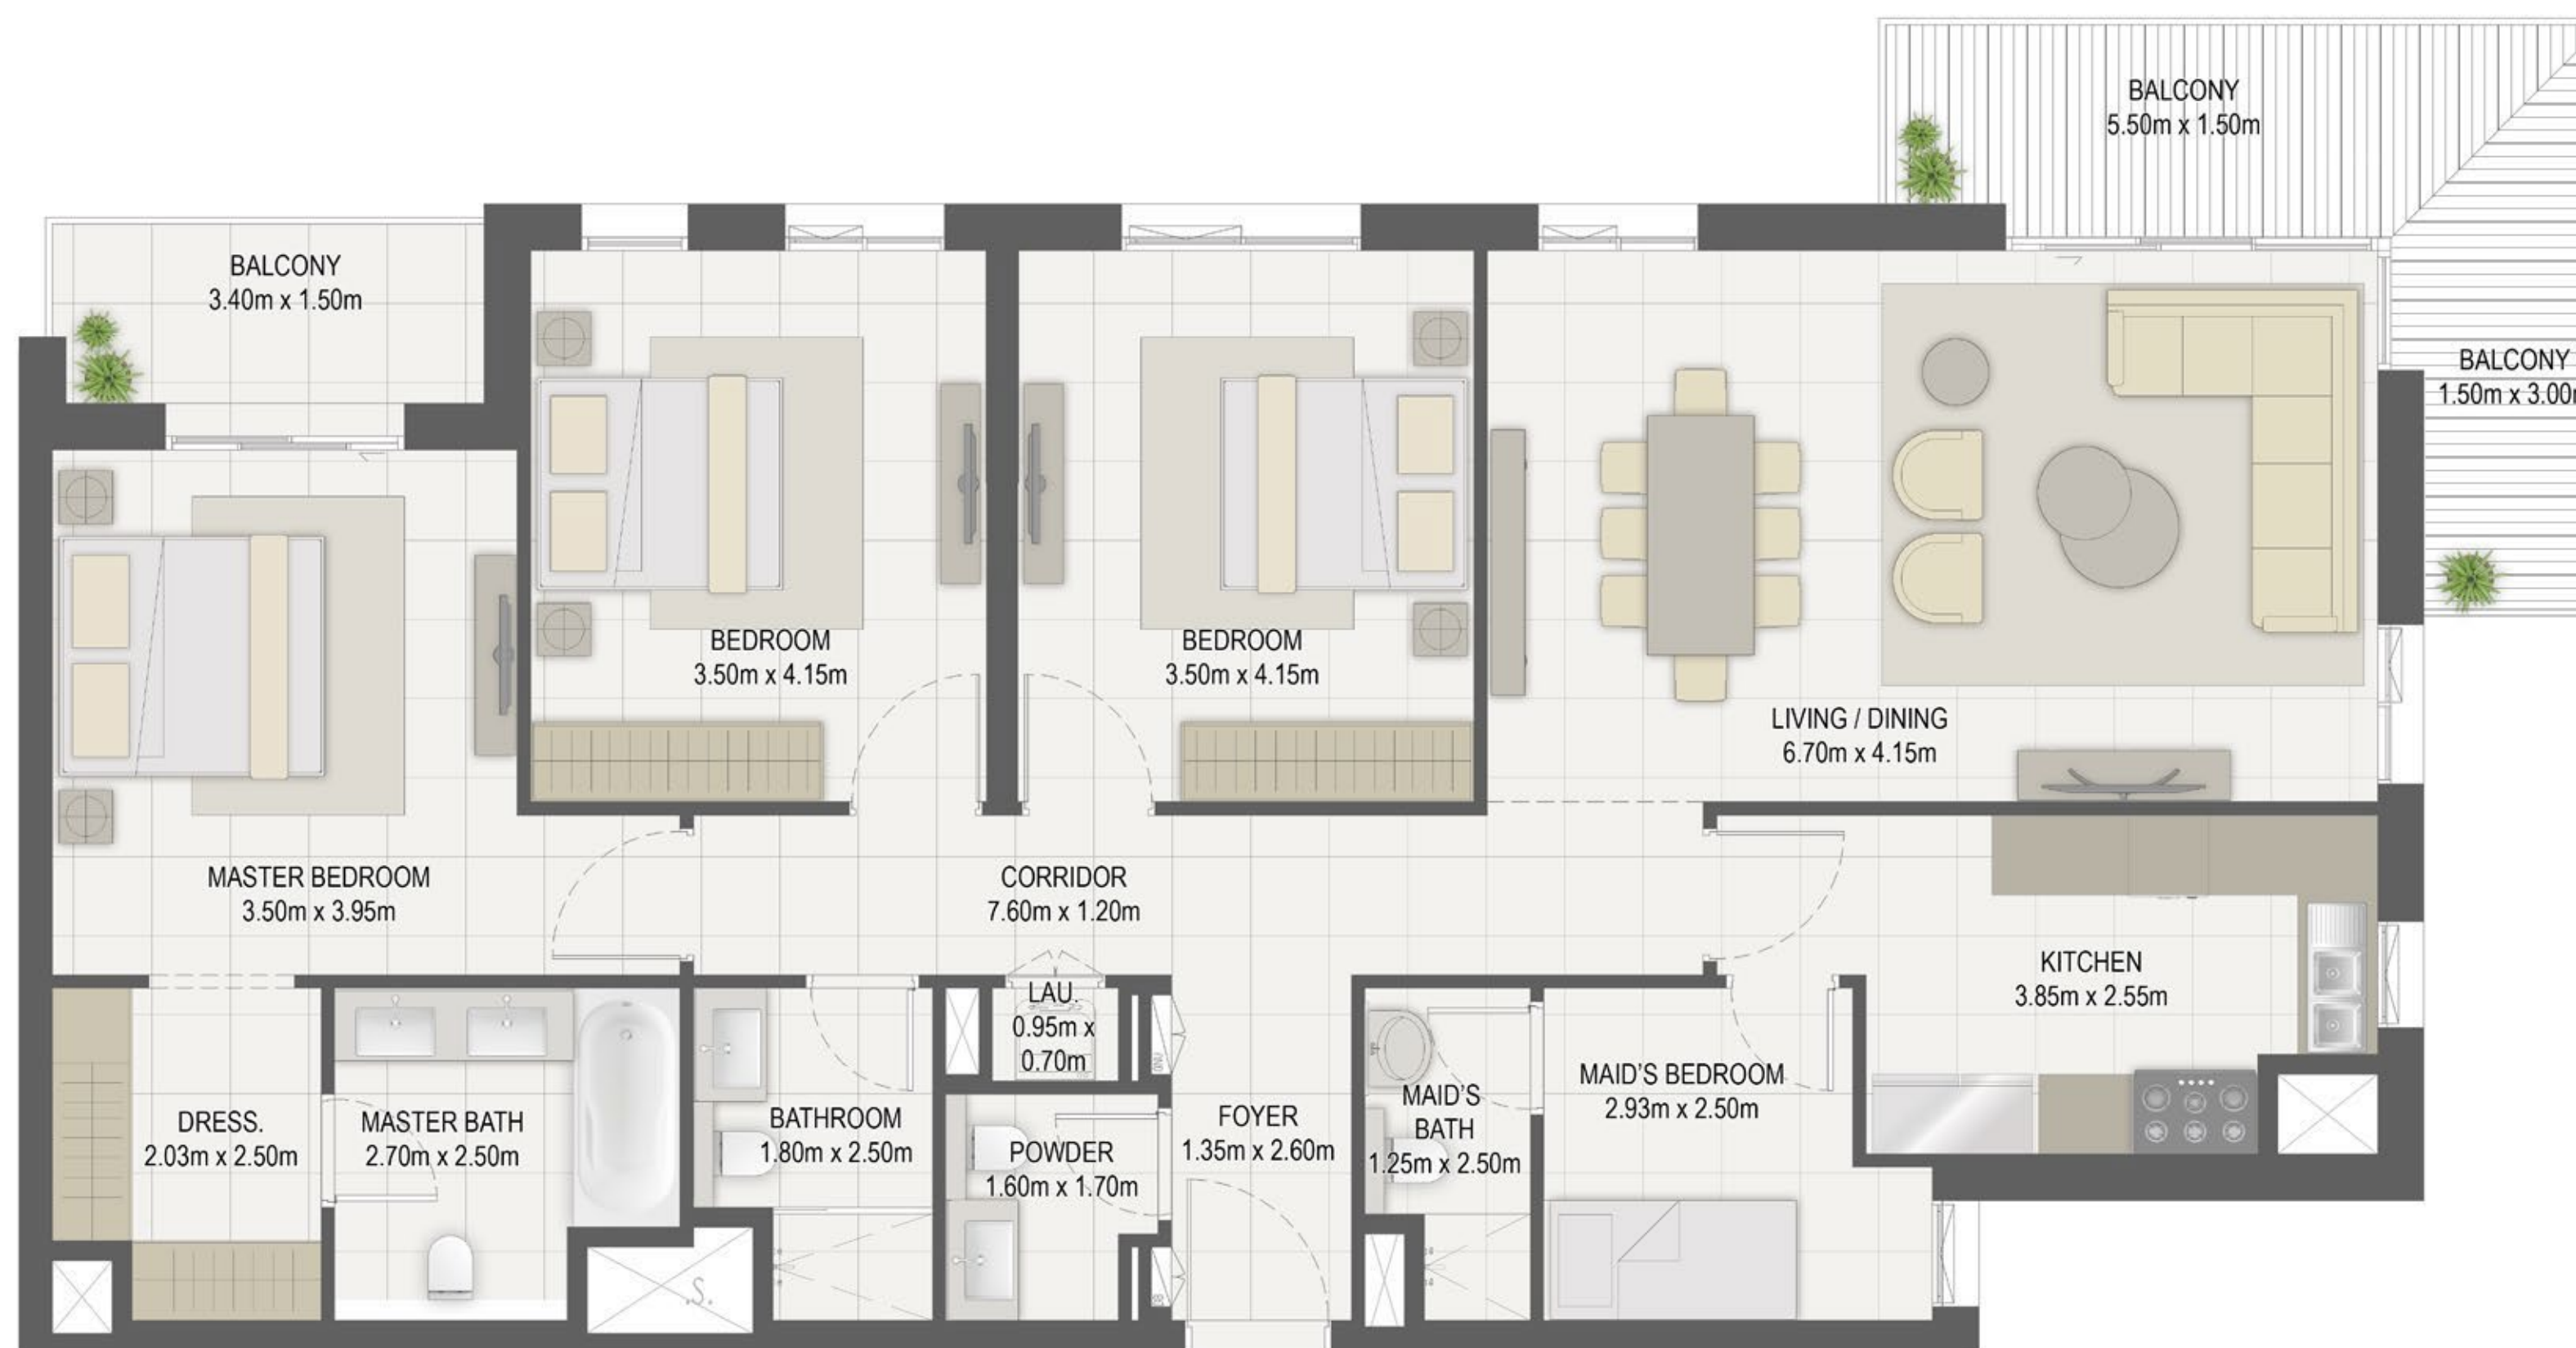 BALCONY
5.50m x 1.50m
BALCONY
3.40m x 1.50m
BALCONY
1.50m x 3.00m
BEDROOM
3.50m x 4.15m
BEDROOM
3.50m x 4.15m
LIVING / DINING
6.70m x 4.15m
MASTER BEDROOM
3.50m x 3.95m
CORRIDOR
7.60m x 1.20m
KITCHEN
3.85m x 2.55m
LAU.
0.95m x
0.70m
MAID'S BEDROOM
2.93m x 2.50m
DRESS.
2.03m x 2.50m
MASTER BATH
2.70m x 2.50m
BATHROOM
1.80m x 2.50m
POWDER
1.60m x 1.70m
FOYER
1.35m x 2.60m
MAID'S
BATH
1.25m x 2.50m
.S.